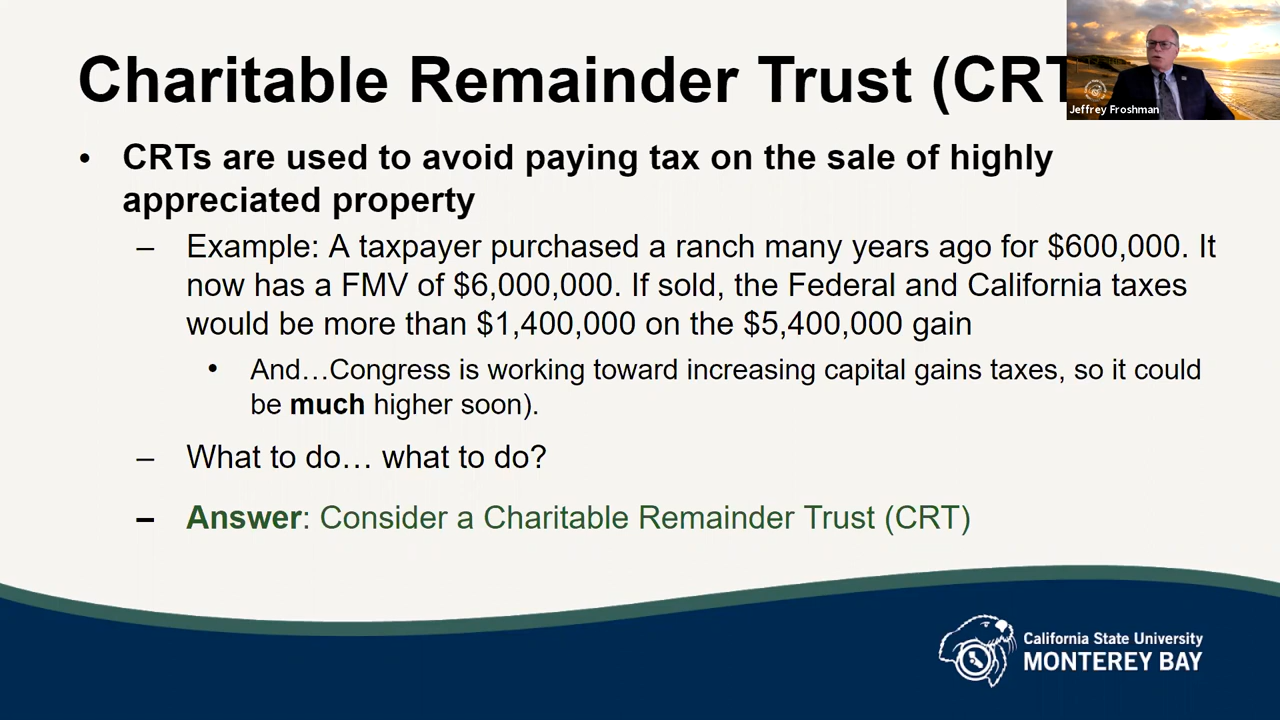 Charitable Remainder Trust (CRT
Jeffrey Froshman
• CRTs are used to avoid paying tax on the sale of highly
appreciated property
– Example: A taxpayer purchased a ranch many years ago for $600,000. It
now has a FMV of $6,000,000. If sold, the Federal and California taxes
would be more than $1,400,000 on the $5,400,000 gain
• And…Congress is working toward increasing capital gains taxes, so it could
be much higher soon).
– What to do… what to do?
– Answer: Consider a Charitable Remainder Trust (CRT)
California State University
MONTEREY BAY